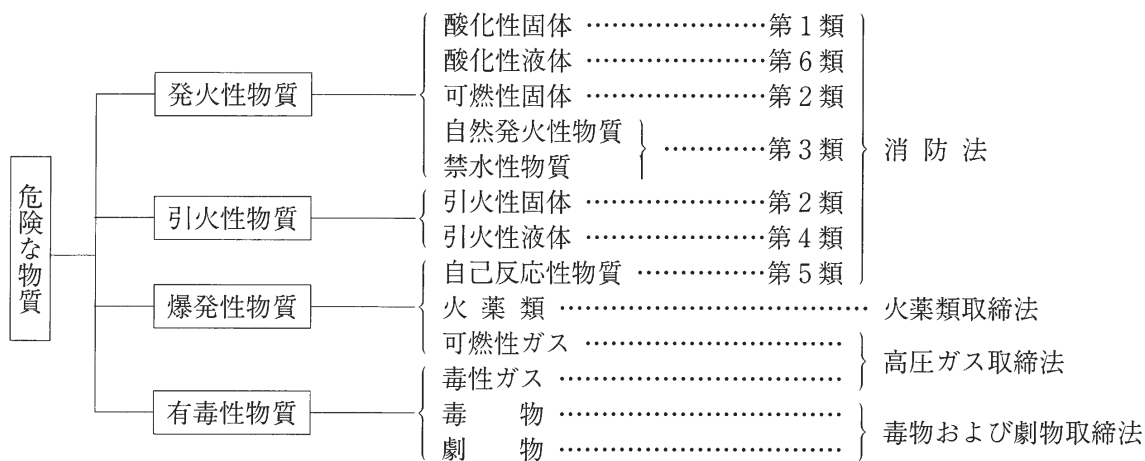 危険な物質
発火性物質
酸化性固体 ……………………第1類
酸化性液体 ……………………第6類
可燃性固体 ……………………第2類
自然発火性物質
禁水性物質
…………第3類
引火性物質
引火性固体 ……………………第2類
引火性液体 ……………………第4類
爆発性物質
自己反応性物質 ……………第5類
消防法
火薬類 ………………………………… 火薬類取締法
可燃性ガス ……………………………
有毒性物質
毒性ガス ………………………………
高圧ガス取締法
毒物 …………………………………
劇物 …………………………………
毒物および劇物取締法